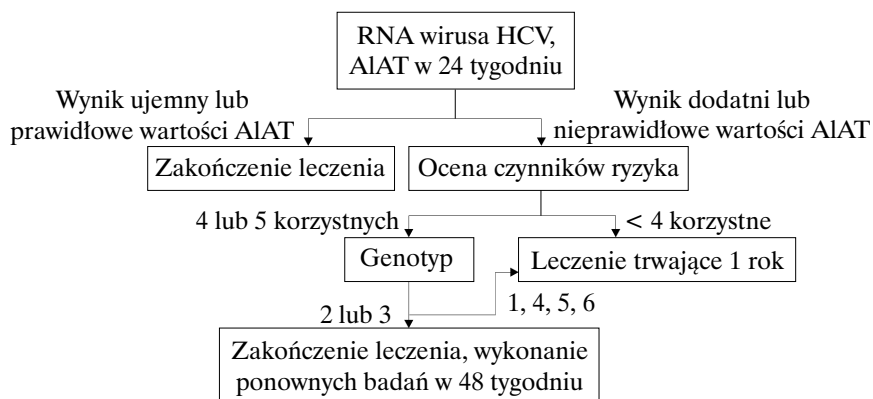 RNA wirusa HCV,
AlAT w 24 tygodniu
Wynik ujemny lub
prawidłowe wartości AlAT
Wynik dodatni lub
nieprawidłowe wartości AlAT
Zakończenie leczenia
Ocena czynników ryzyka
4 lub 5 korzystnych
< 4 korzystne
Genotyp
Leczenie trwające 1 rok
2 lub 3
1, 4, 5, 6
Zakończenie leczenia, wykonanie
ponownych badań w 48 tygodniu